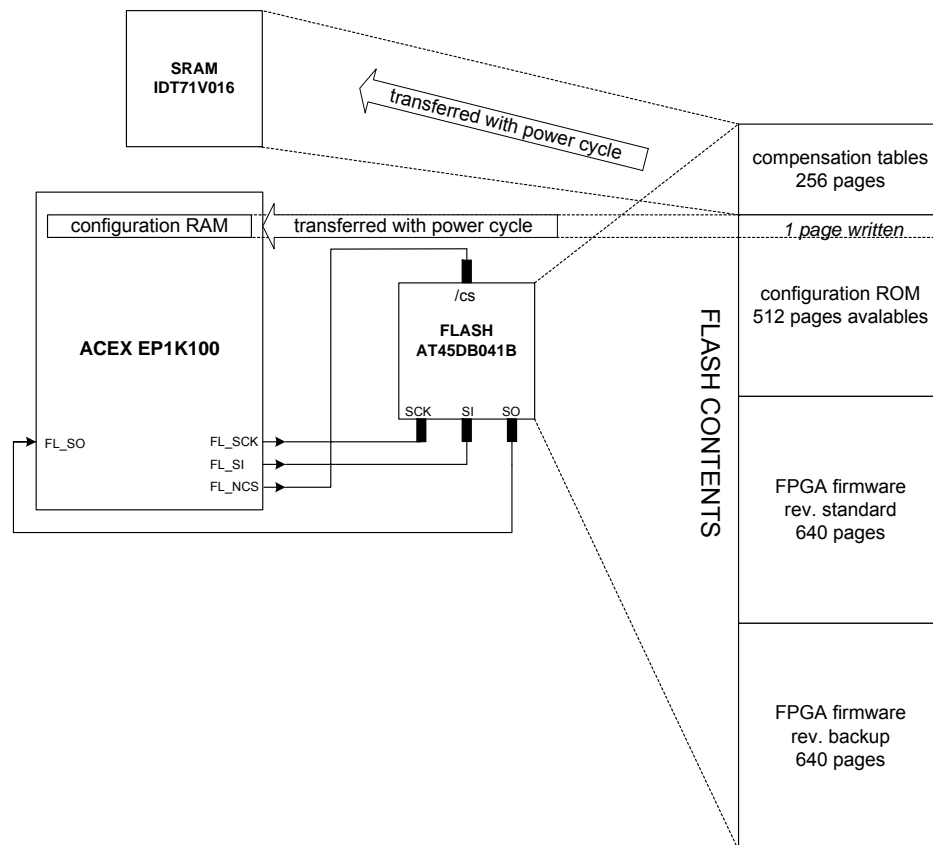 SRAM
IDT71V016
transferred with power cycle
compensation tables
256 pages
configuration RAM
transferred with power cycle
1 page written
/cs
configuration ROM
512 pages avalables
FLASH
AT45DB041B
ACEX EP1K100
SCK
SI
SO
FL_SO
FL_SCK
FL_SI
FL_NCS
FLASH CONTENTS
FPGA firmware
rev. standard
640 pages
FPGA firmware
rev. backup
640 pages